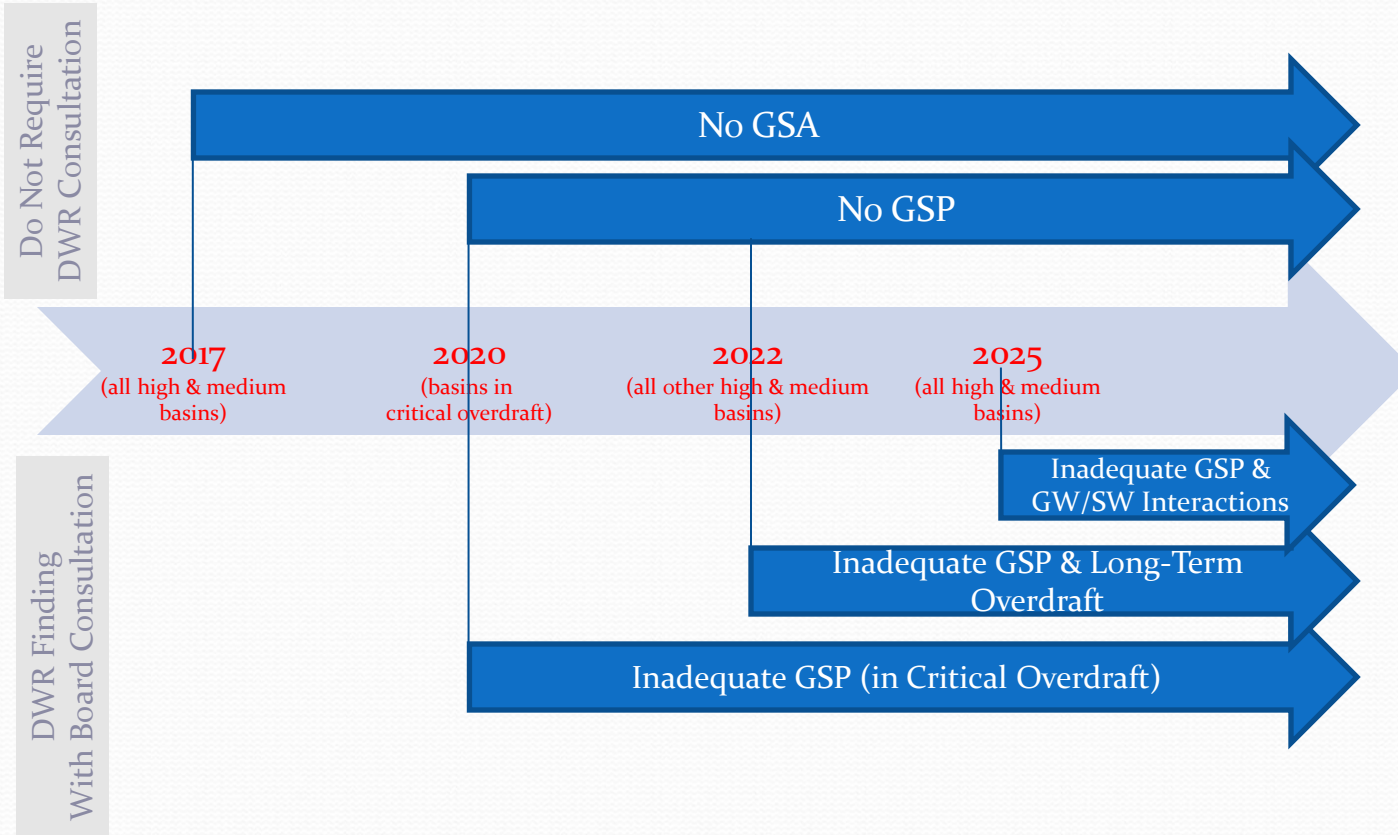 Do Not Require
DWR Consultation
No GSA
No GSP
2017
(all high & medium
basins)
2020
(basins in
critical overdraft)
2022
(all other high & medium
basins)
2025
(all high & medium
basins)
DWR Finding
With Board Consultation
Inadequate GSP &
GW/SW Interactions
Inadequate GSP & Long-Term
Overdraft
Inadequate GSP (in Critical Overdraft)